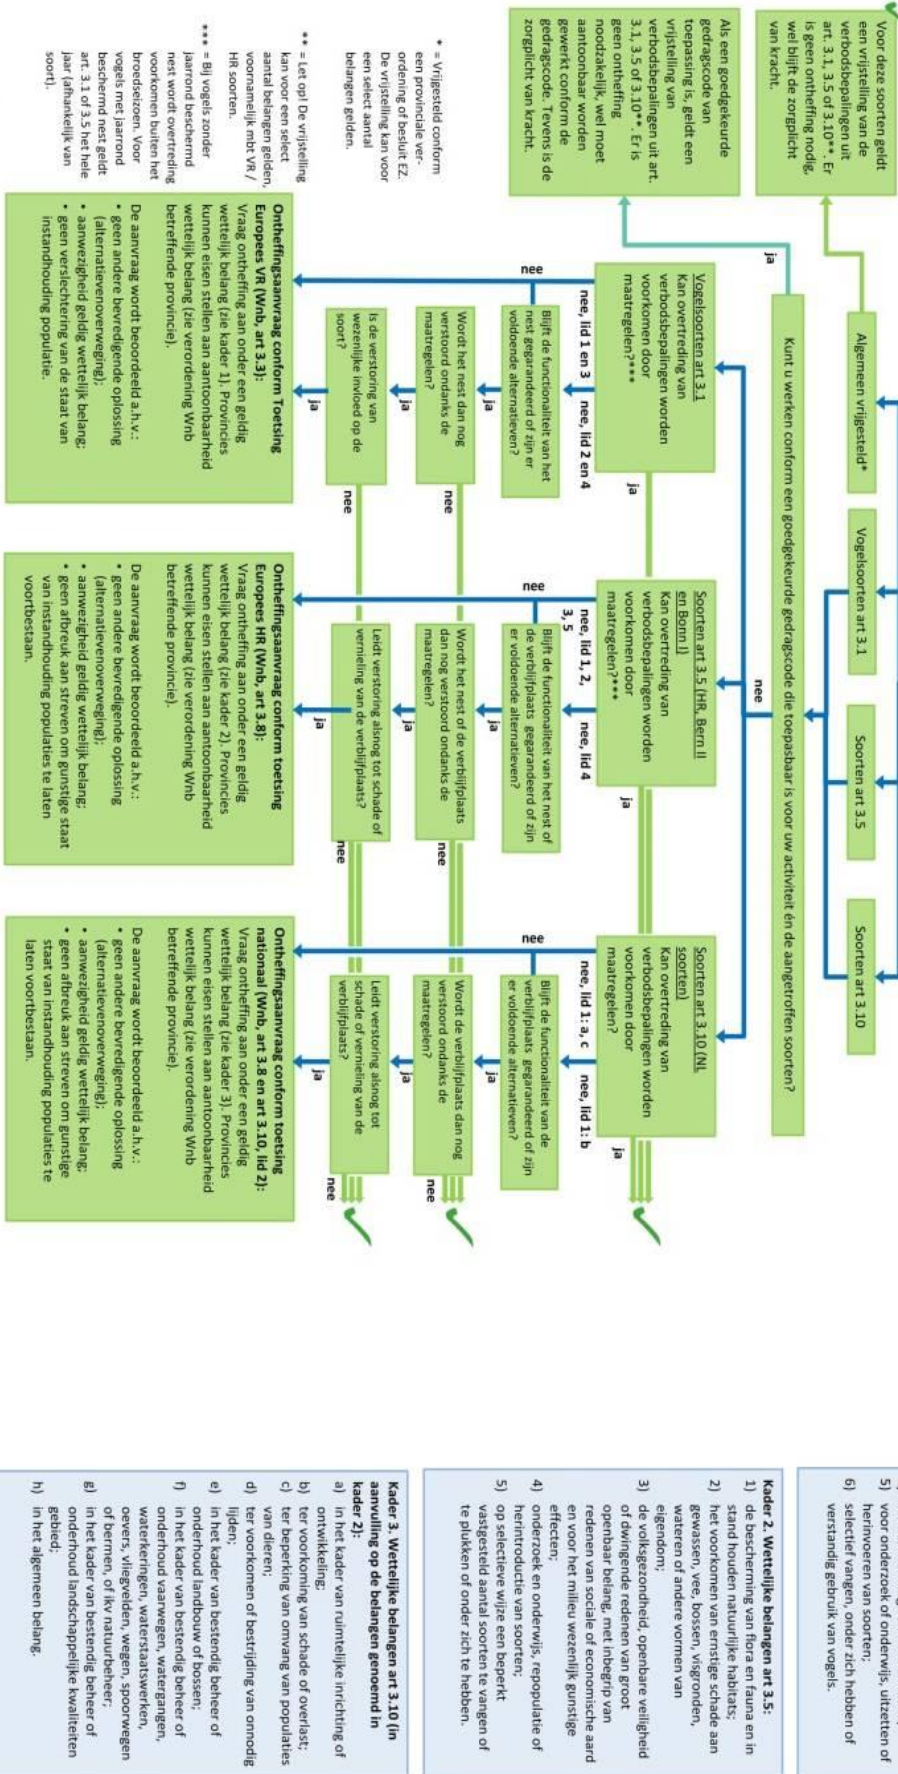 Voor deze soorten geldt
een vrijstelling van de
verbodsbepalingen uit
art. 3.1, 3.5 of 3.10**. Er
is geen ontheffing nodig,
wel blijft de zorgplicht
van kracht.
Algemeen vrijgesteld*
Vogelsoorten art 3.1
Soorten art 3.5
Soorten art 3.10
ja
Kunt u werken conform een goedgekeurde gedragscode die toepasbaar is voor uw activiteit én de aangetroffen soorten?
nee
Als een goedgekeurde
gedragscode van
toepassing is, geldt een
vrijstelling van
verbodsbepalingen uit art.
3.1, 3.5 of 3.10**. Er is
geen ontheffing
noodzakelijk, wel moet
aantoonbaar worden
gewerkt conform de
gedragscode. Tevens is de
zorgplicht van kracht.
Vogelsoorten art 3.1
Kan overtreding van
verbodsbepalingen worden
voorkomen door
maatregelen?***
ja
Soorten art 3.5 (HR, Bern II
en Bonn I)
Kan overtreding van
verbodsbepalingen worden
voorkomen door
maatregelen?***
ja
Soorten art 3.10 (NL
soorten)
Kan overtreding van
verbodsbepalingen worden
voorkomen door
maatregelen?
ja
nee, lid 1 en 3
nee, lid 2 en 4
nee, lid 1, 2,
3, 5
nee, lid 4
nee, lid 1: a, c
nee, lid 1: b
nee
Blijft de functionaliteit van het
nest gegarandeerd of zijn er
voldoende alternatieven?
ja
nee
Blijft de functionaliteit van het nest of
de verblijfplaats gegarandeerd of zijn
er voldoende alternatieven?
ja
nee
Blijft de functionaliteit van de
verblijfplaats gegarandeerd of zijn
er voldoende alternatieven?
ja
Wordt het nest dan nog
verstoord ondanks de
maatregelen?
ja
nee
Wordt het nest of de verblijfplaats
dan nog verstoord ondanks de
maatregelen?
ja
nee
Wordt de verblijfplaats dan nog
verstoord ondanks de
maatregelen?
ja
nee
Is de verstoring van
wezenlijke invloed op de
soort?
ja
nee
Leidt verstoring alsnog tot schade of
vernieling van de verblijfplaats?
ja
nee
Leidt verstoring alsnog tot
schade of vernieling van de
verblijfplaats?
ja
nee
* = Vrijgesteld conform
een provinciale ver-
ordening of besluit EZ.
De vrijstelling kan voor
een select aantal
belangen gelden.
** = Let op! De vrijstelling
kan voor een select
aantal belangen gelden,
voornamelijk mbt VR /
HR soorten.
*** = Bij vogels zonder
jaarrond beschermd
nest wordt overtreding
voorkomen buiten het
broedseizoen. Voor
vogels met jaarrond
beschermd nest geldt
art. 3.1 of 3.5 het hele
jaar (afhankelijk van
soort).
Ontheffingsaanvraag conform Toetsing
Europees VR (Wnb, art 3.3):
Vraag ontheffing aan onder een geldig
wettelijk belang (zie kader 1). Provincies
kunnen eisen stellen aan aantoonbaarheid
wettelijk belang (zie verordening Wnb
betreffende provincie).
De aanvraag wordt beoordeeld a.h.v.:
• geen andere bevredigende oplossing
(alternatievenoverweging);
• aanwezigheid geldig wettelijk belang;
• geen verslechtering van de staat van
instandhouding populatie.
Ontheffingsaanvraag conform toetsing
Europees HR (Wnb, art 3.8):
Vraag ontheffing aan onder een geldig
wettelijk belang (zie kader 2). Provincies
kunnen eisen stellen aan aantoonbaarheid
wettelijk belang (zie verordening Wnb
betreffende provincie).
De aanvraag wordt beoordeeld a.h.v.:
• geen andere bevredigende oplossing
(alternatievenoverweging);
• aanwezigheid geldig wettelijk belang;
• geen afbreuk aan streven om gunstige staat
van instandhouding populaties te laten
voortbestaan.
Ontheffingsaanvraag conform toetsing
nationaal (Wnb, art 3.8 en art 3.10, lid 2):
Vraag ontheffing aan onder een geldig
wettelijk belang (zie kader 3). Provincies
kunnen eisen stellen aan aantoonbaarheid
wettelijk belang (zie verordening Wnb
betreffende provincie).
De aanvraag wordt beoordeeld a.h.v.:
• geen andere bevredigende oplossing
(alternatievenoverweging);
• aanwezigheid geldig wettelijk belang;
• geen afbreuk aan streven om gunstige
staat van instandhouding populaties te
laten voortbestaan.
5) voor onderzoek of onderwijs, uitzetten of
herinvoeren van soorten;
6) selectief vangen, onder zich hebben of
verstandig gebruik van vogels.
Kader 2. Wettelijke belangen art 3.5:
1) de bescherming van flora en fauna en in
stand houden natuurlijke habitats;
2) het voorkomen van ernstige schade aan
gewassen, vee, bossen, visgronden,
wateren of andere vormen van
eigendom;
3) de volksgezondheid, openbare veiligheid
of dwingende redenen van groot
openbaar belang, met inbegrip van
redenen van sociale of economische aard
en voor het milieu wezenlijk gunstige
effecten;
4) onderzoek en onderwijs, repopulatie of
herintroductie van soorten;
5) op selectieve wijze een beperkt
vastgesteld aantal soorten te vangen of
te plukken of onder zich te hebben.
Kader 3. Wettelijke belangen art 3.10 (in
aanvulling op de belangen genoemd in
kader 2):
a) in het kader van ruimtelijke inrichting of
ontwikkeling;
b) ter voorkoming van schade of overlast;
c) ter beperking van omvang van populaties
van dieren;
d) ter voorkomen of bestrijding van onnodig
lijden;
e) in het kader van bestendig beheer of
onderhoud landbouw of bossen;
f) in het kader van bestendig beheer of
onderhoud vanwegen, watergangen,
waterkeringen, waterstaatswerken,
oevers, vliegvelden, wegen, spoorwegen
of bermen, of ikv natuurbeheer;
g) in het kader van bestendig beheer of
onderhoud landschappelijke kwaliteiten
gebied;
h) in het algemeen belang.